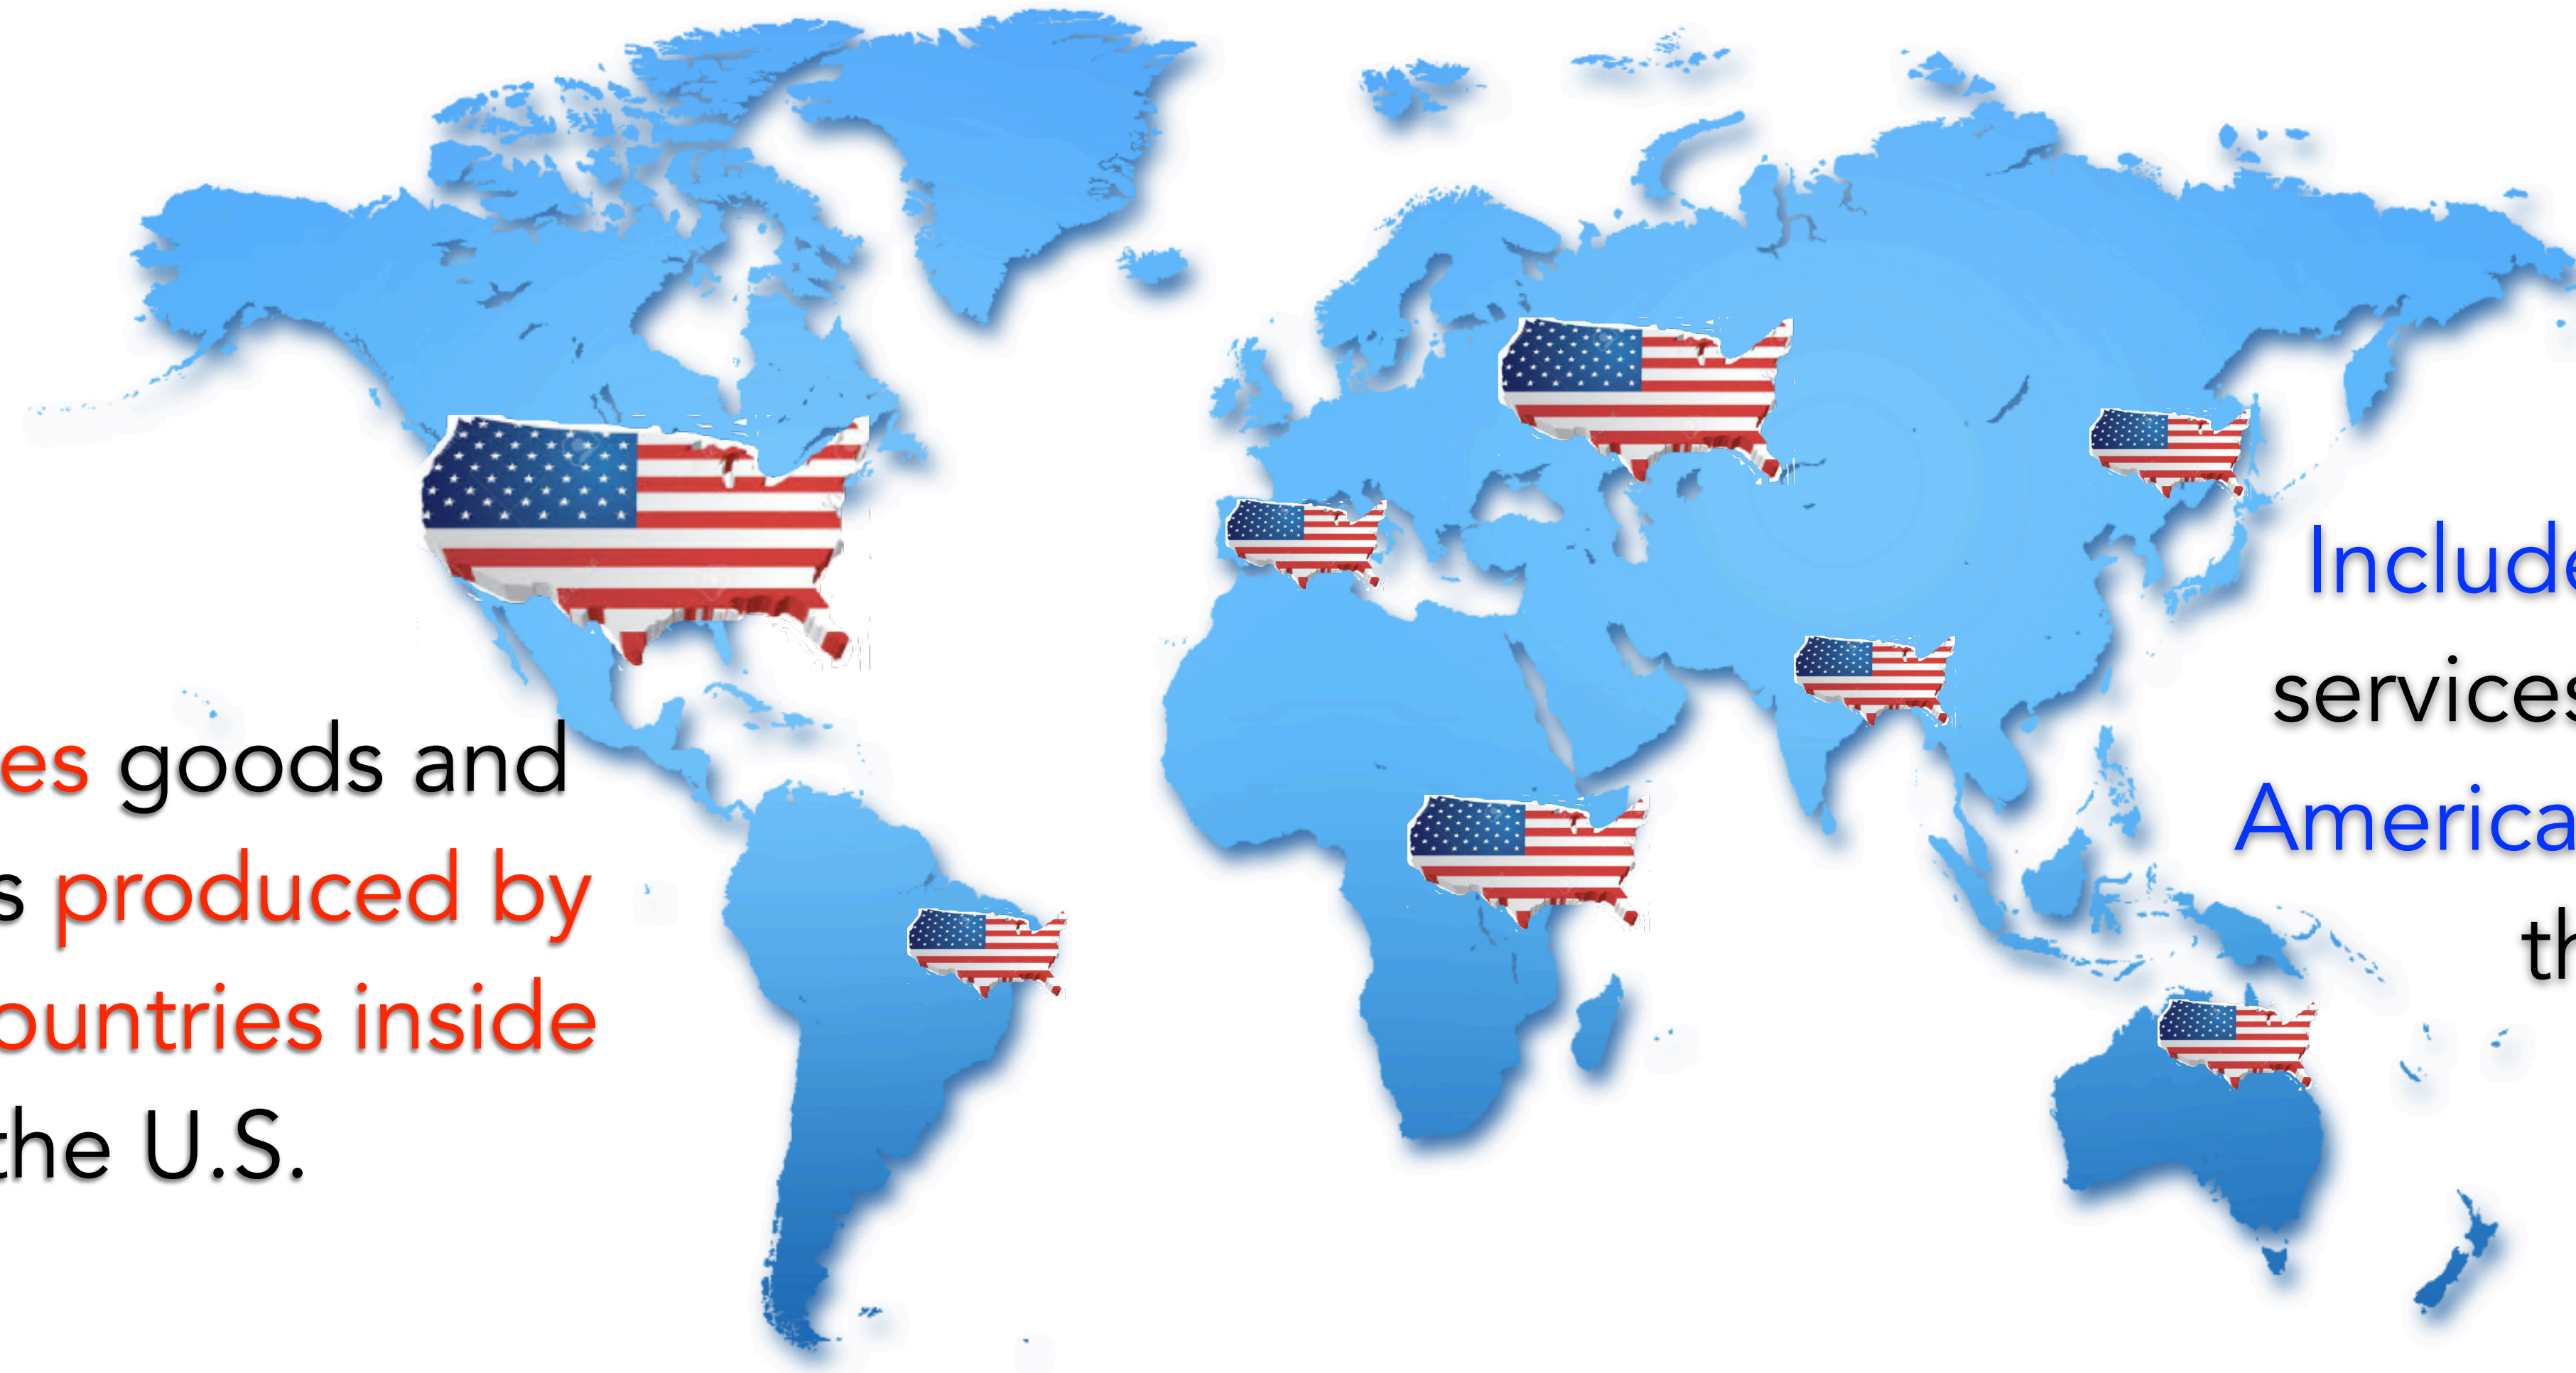 es goods and
s produced by
ountries inside
the U.S.
Include
services
America
th